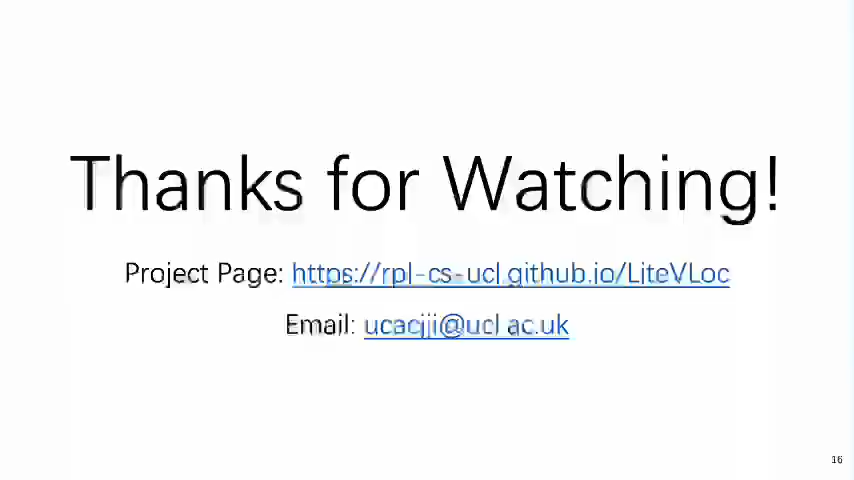 Thanks for Watching!
Project Page: https://rpl-cs-ucl.github.io/LiteVLoc
Email: ucacjji@ucl.ac.uk
16